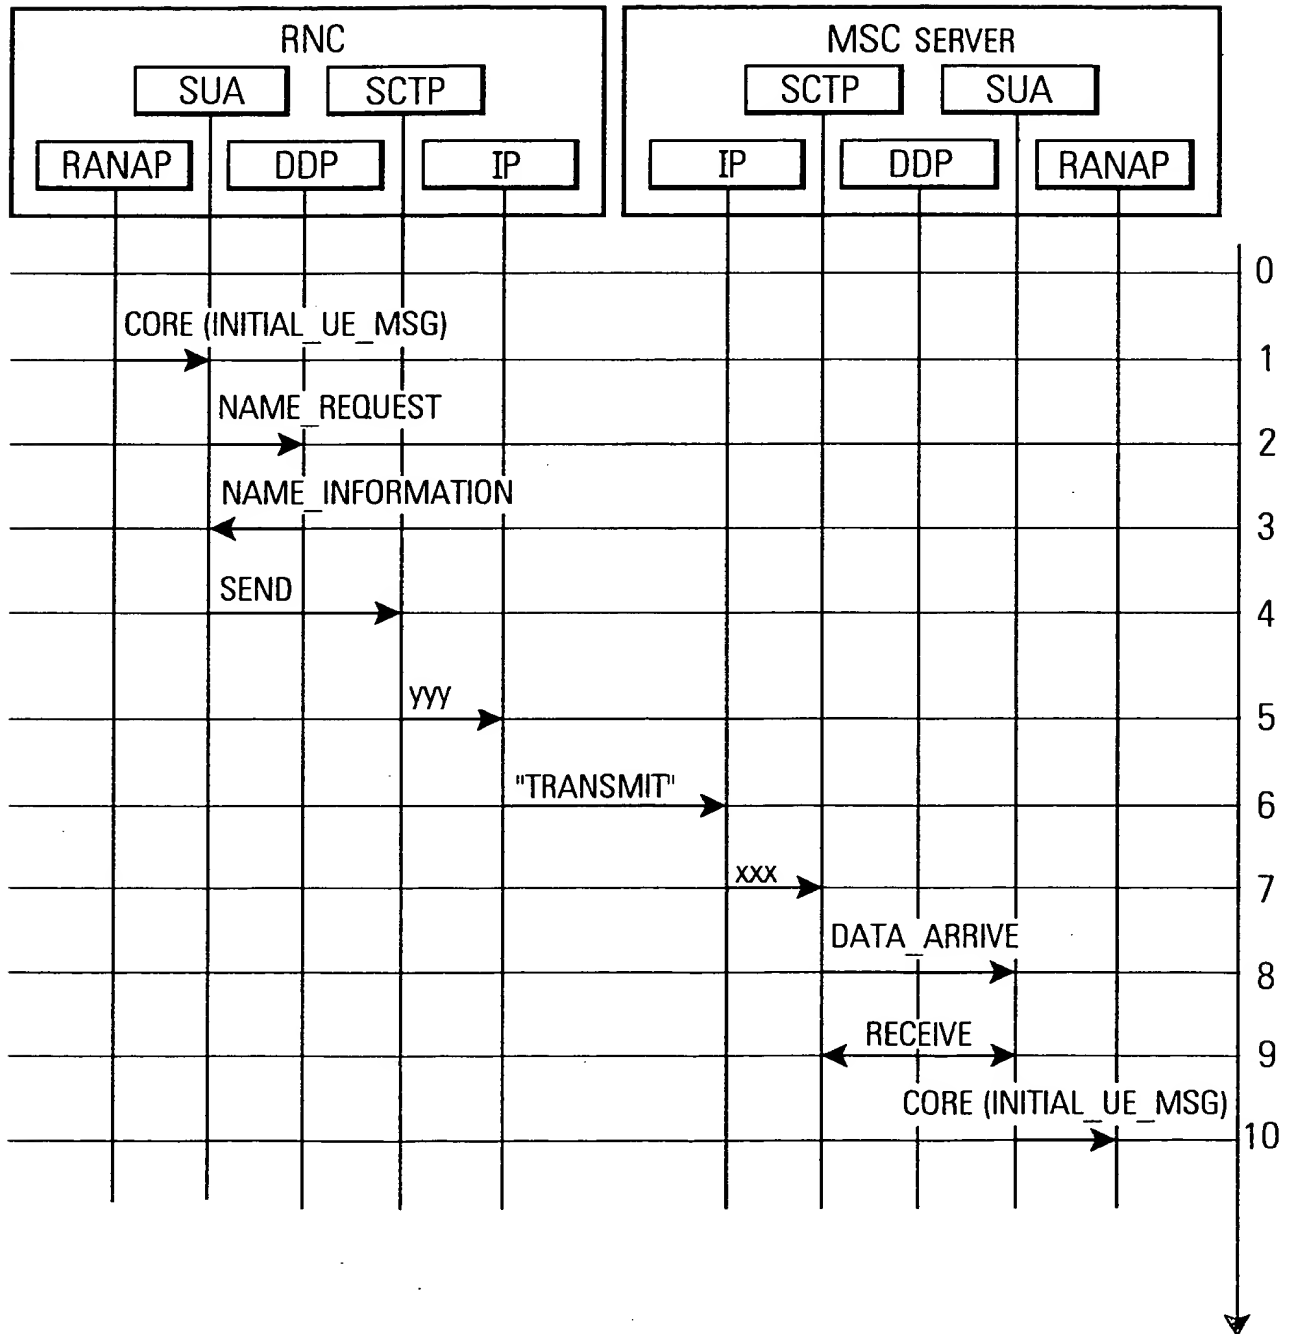 RNC
MSC SERVER
SUA
SCTP
SCTP
SUA
RANAP
DDP
IP
IP
DDP
RANAP
0
CORE (INITIAL_UE_MSG)
1
NAME_REQUEST
2
NAME_INFORMATION
3
SEND
4
yyy
5
"TRANSMIT"
6
xxx
7
DATA_ARRIVE
8
RECEIVE
9
CORE (INITIAL_UE_MSG)
10